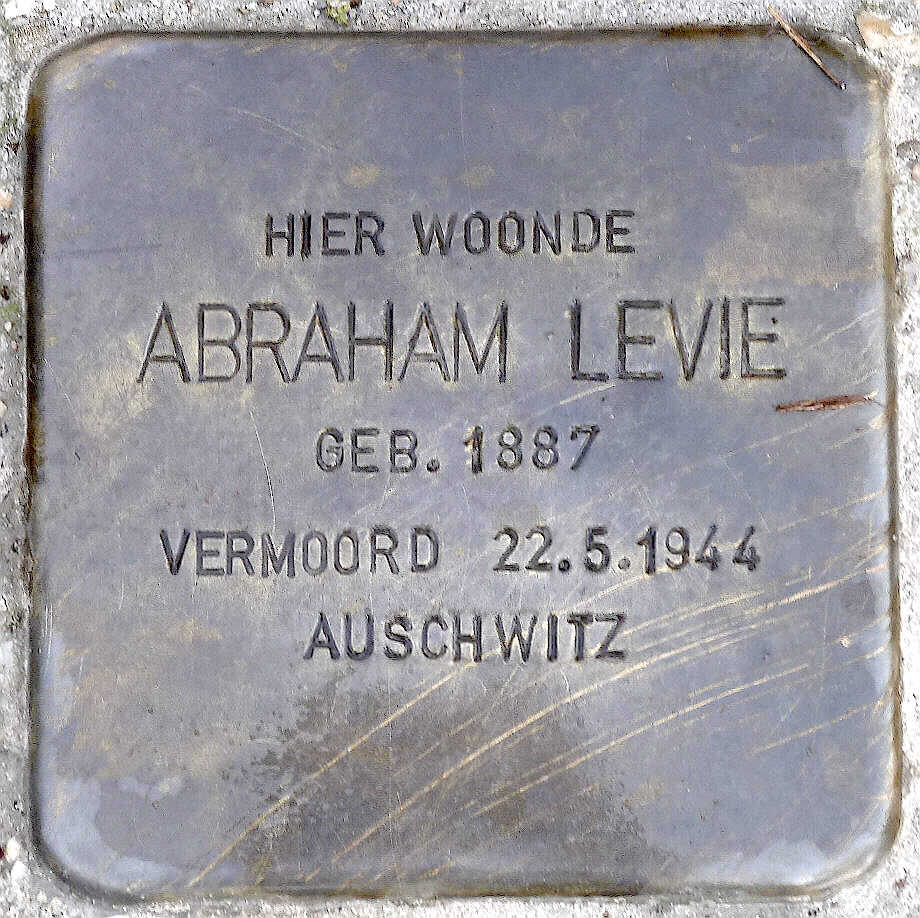 HIER WOONDE
ABRAHAM LEVIE
GEB. 1887
VERMOORD 22.5.1944
AUSCHWITZ